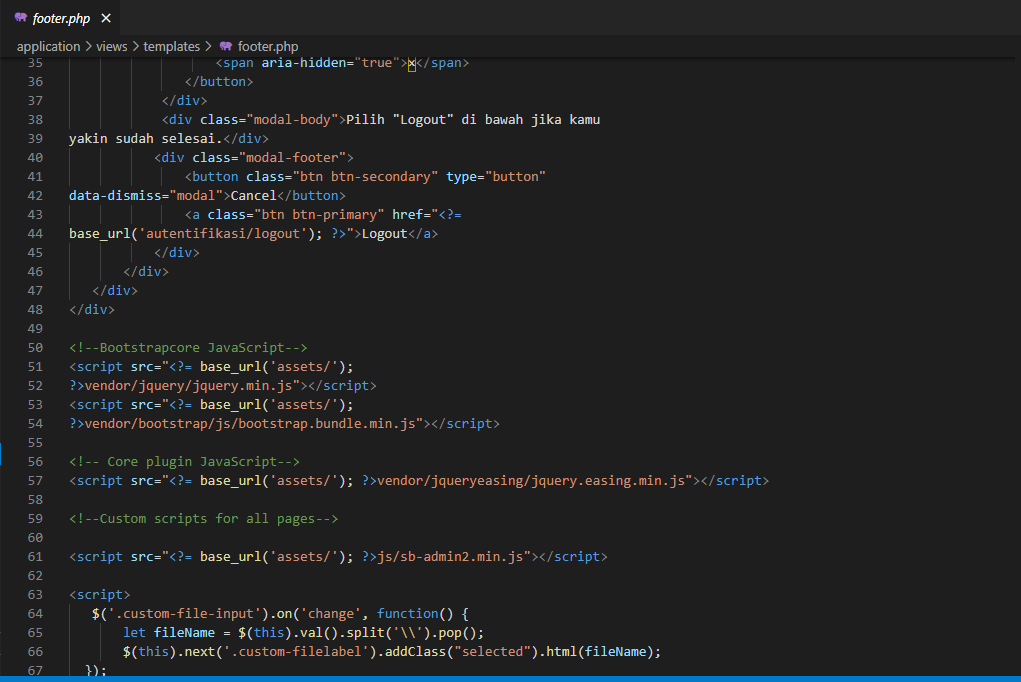 footer.php ×
application > views > templates > footer.php
35 <span aria-hidden="true">×</span>
36 </button>
37 </div>
38 <div class="modal-body">Pilih "Logout" di bawah jika kamu
39 yakin sudah selesai.</div>
40 <div class="modal-footer">
41 <button class="btn btn-secondary" type="button"
42 data-dismiss="modal">Cancel</button>
43 <a class="btn btn-primary" href="<?=
44 base_url('autentifikasi/logout'); ?>">Logout</a>
45 </div>
46 </div>
47 </div>
48 </div>
49
50 <!--Bootstrapcore JavaScript-->
51 <script src="<?= base_url('assets/');
52 ?>vendor/jquery/jquery.min.js"></script>
53 <script src="<?= base_url('assets/');
54 ?>vendor/bootstrap/js/bootstrap.bundle.min.js"></script>
55
56 <!-- Core plugin JavaScript-->
57 <script src="<?= base_url('assets/'); ?>vendor/jqueryeasing/jquery.easing.min.js"></script>
58
59 <!--Custom scripts for all pages-->
60
61 <script src="<?= base_url('assets/'); ?>js/sb-admin2.min.js"></script>
62
63 <script>
64 $('.custom-file-input').on('change', function() {
65 let fileName = $(this).val().split('\\').pop();
66 $(this).next('.custom-filelabel').addClass("selected").html(fileName);
67 });